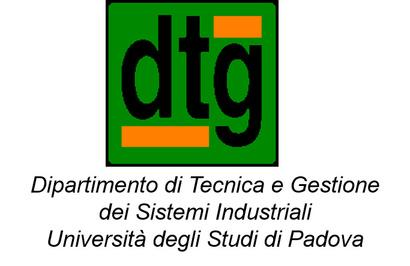 dtg
Dipartimento di Tecnica e Gestione
dei Sistemi Industriali
Università degli Studi di Padova